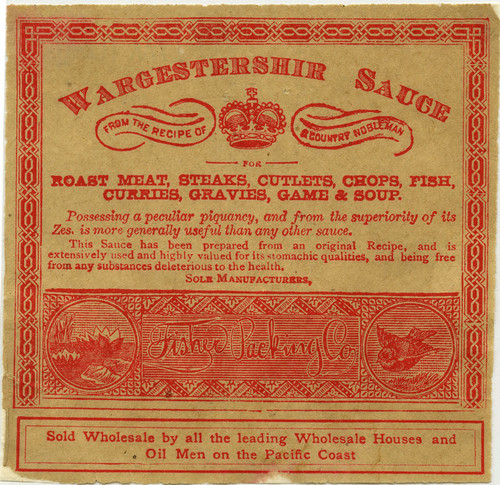 WARGESTERSHIR SAUCE
FROM THE RECIPE OF A COUNTRY NOBLEMAN
FOR
ROAST MEAT, STEAKS, CUTLETS, CHOPS, FISH,
CURRIES, GRAVIES, GAME & SOUP.
Possessing a peculiar piquancy, and from the superiority of its
Zes. is more generally useful than any other sauce.
This Sauce has been prepared from an original Recipe, and is
extensively used and highly valued for its stomachic qualities, and being free
from any substances deleterious to the health.
SOLE MANUFACTURERS,
Fisher Packing Co.
Sold Wholesale by all the leading Wholesale Houses and
Oil Men on the Pacific Coast